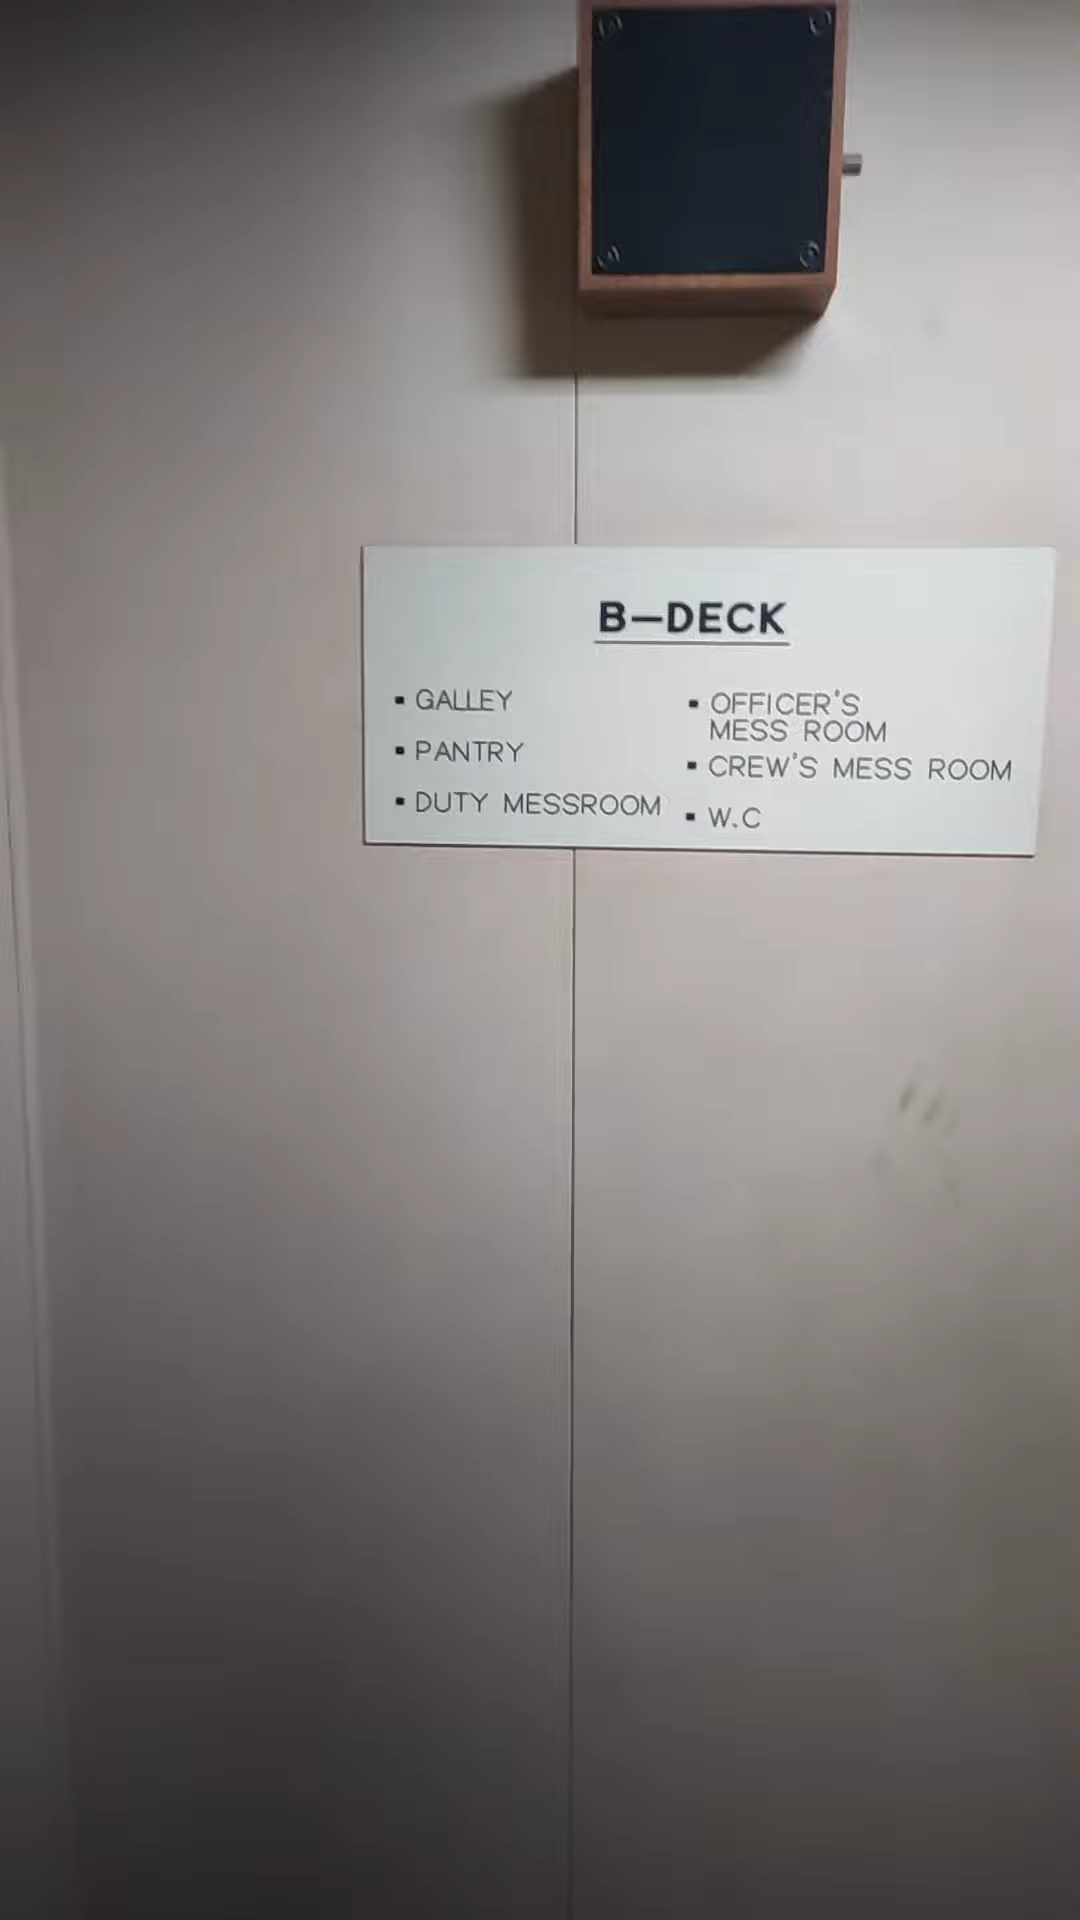 B—DECK
▪ GALLEY
▪ PANTRY
▪ DUTY MESSROOM
▪ OFFICER'S
MESS ROOM
▪ CREW'S MESS ROOM
▪ W.C